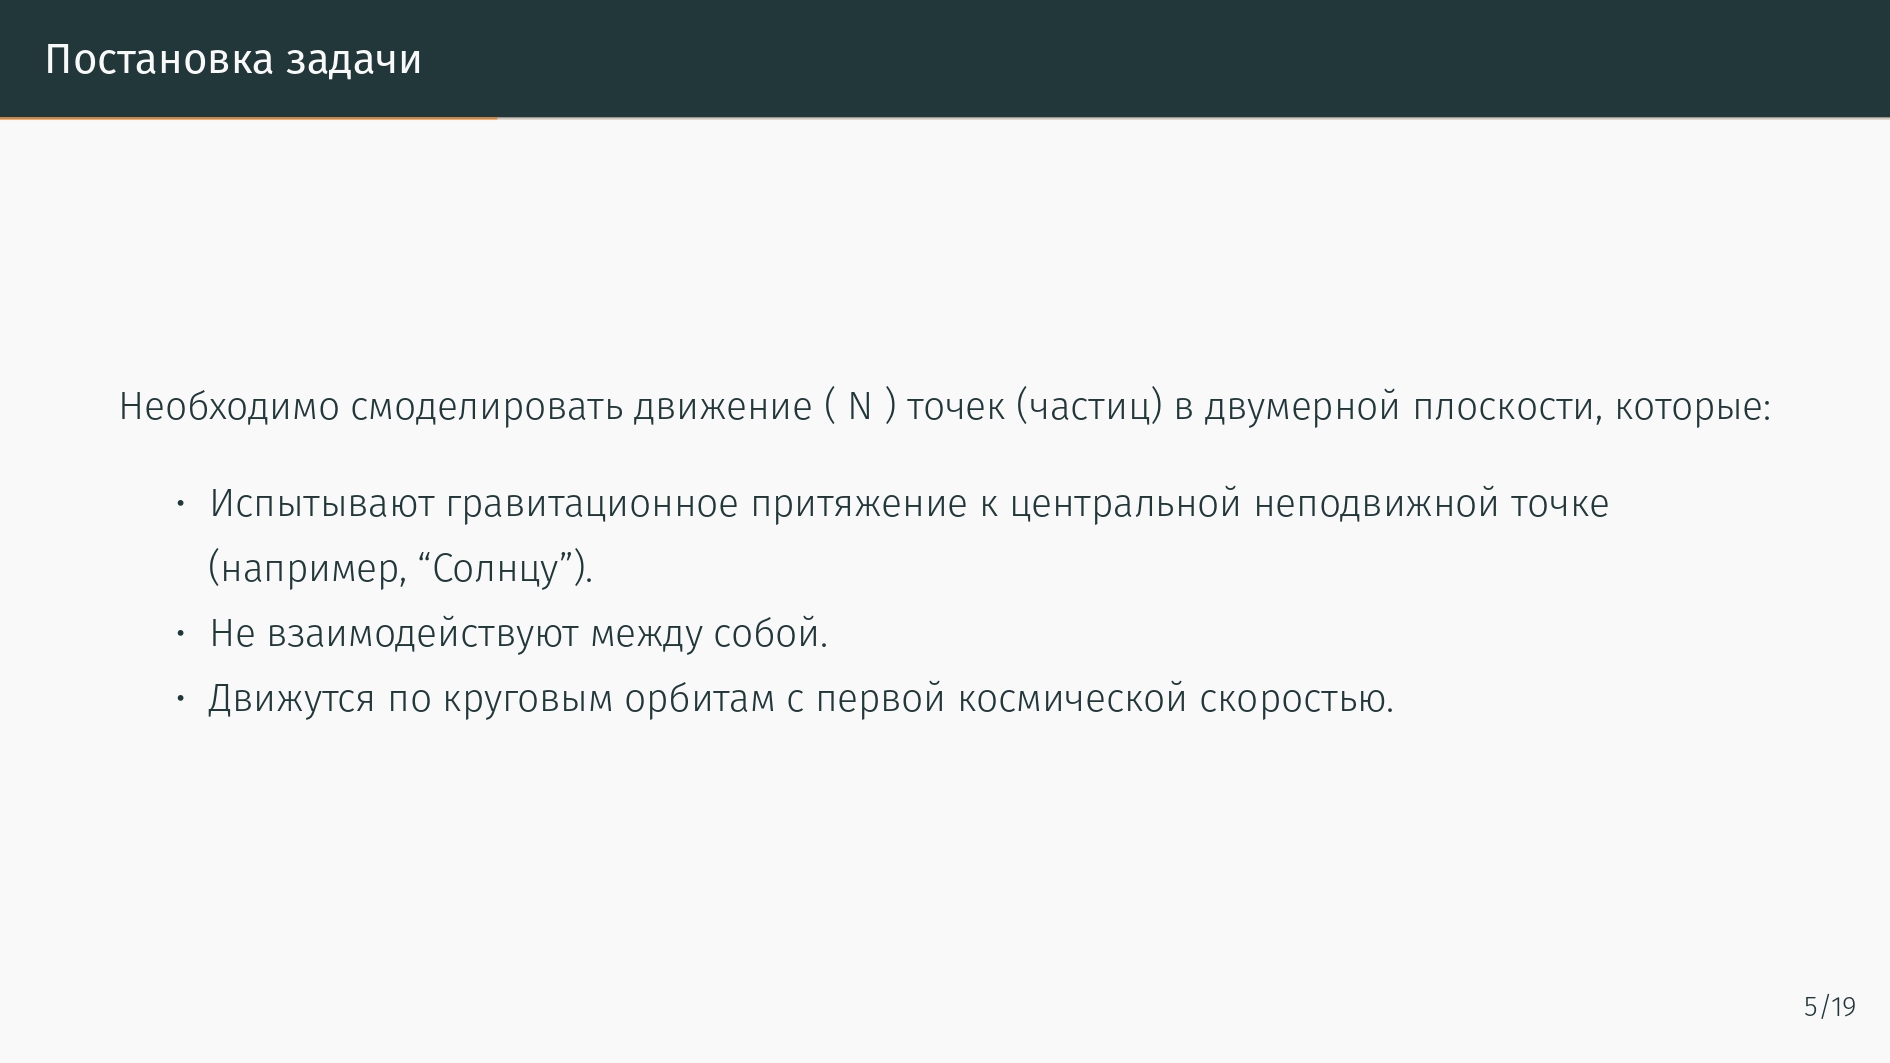 Постановка задачи
Необходимо смоделировать движение ( N ) точек (частиц) в двумерной плоскости, которые:
• Испытывают гравитационное притяжение к центральной неподвижной точке
(например, “Солнцу”).
• Не взаимодействуют между собой.
• Движутся по круговым орбитам с первой космической скоростью.
5/19